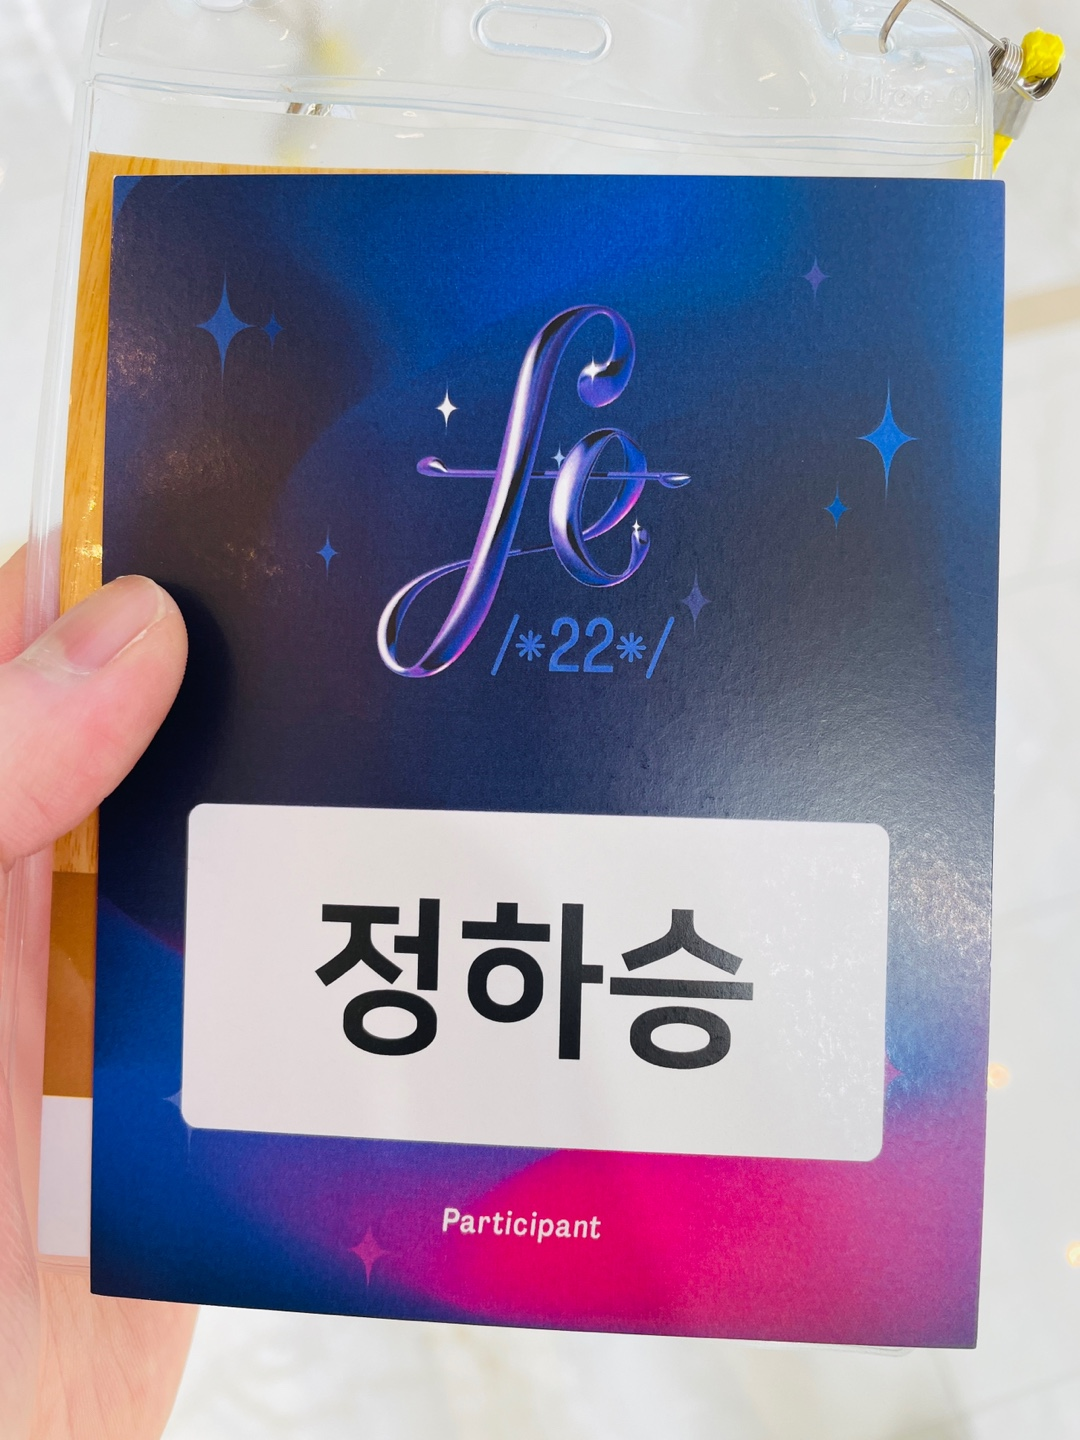 fe
/*22*/
정하승
Participant